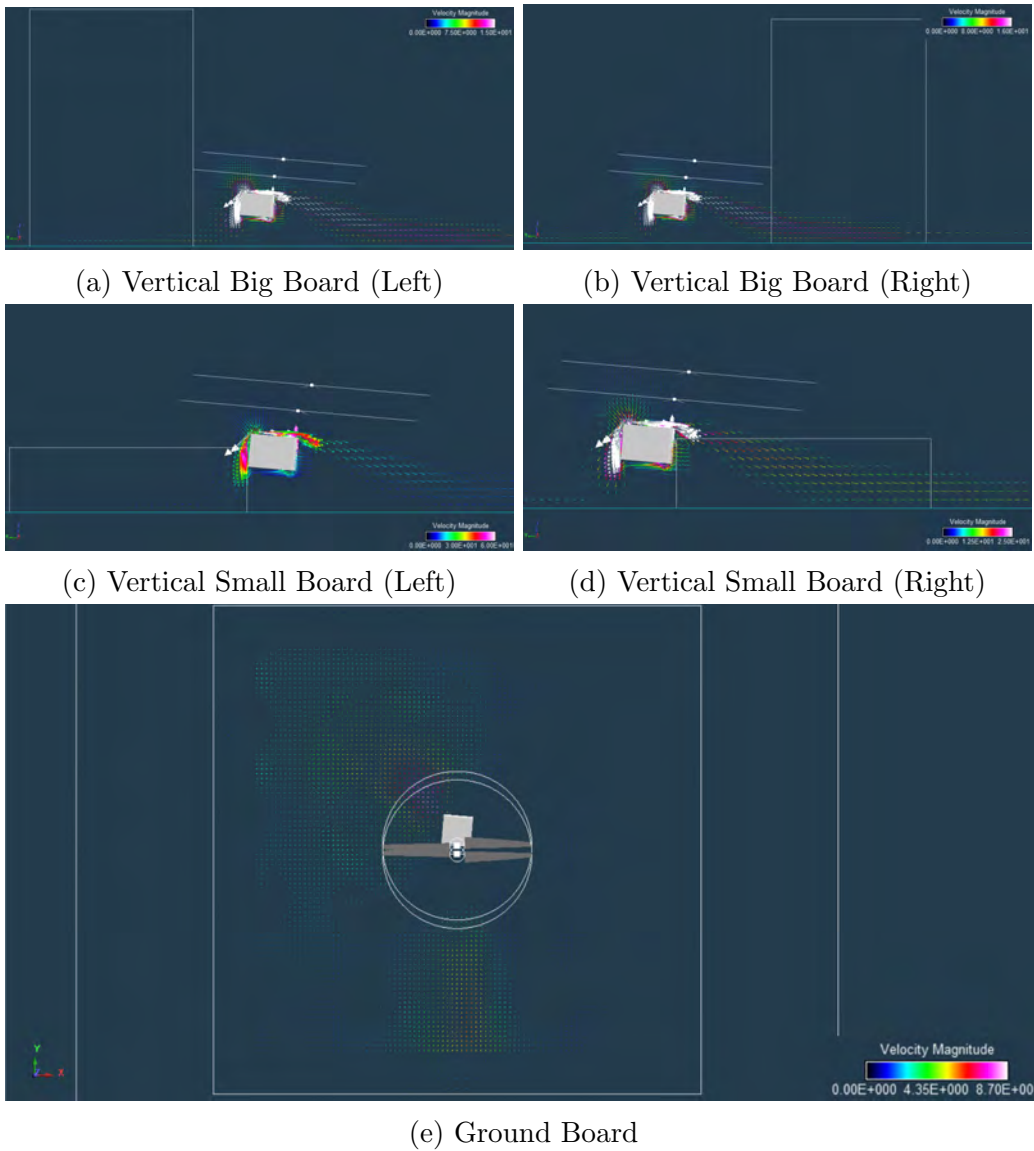 Velocity Magnitude
0.00E+000 7.50E+000 1.50E+001
Velocity Magnitude
0.00E+000 8.00E+000 1.60E+001
(a) Vertical Big Board (Left)
(b) Vertical Big Board (Right)
Velocity Magnitude
0.00E+000 3.00E+001 6.00E+001
Velocity Magnitude
0.00E+000 1.25E+001 2.50E+001
(c) Vertical Small Board (Left)
(d) Vertical Small Board (Right)
Y
X
Velocity Magnitude
0.00E+000 4.35E+000 8.70E+00
(e) Ground Board